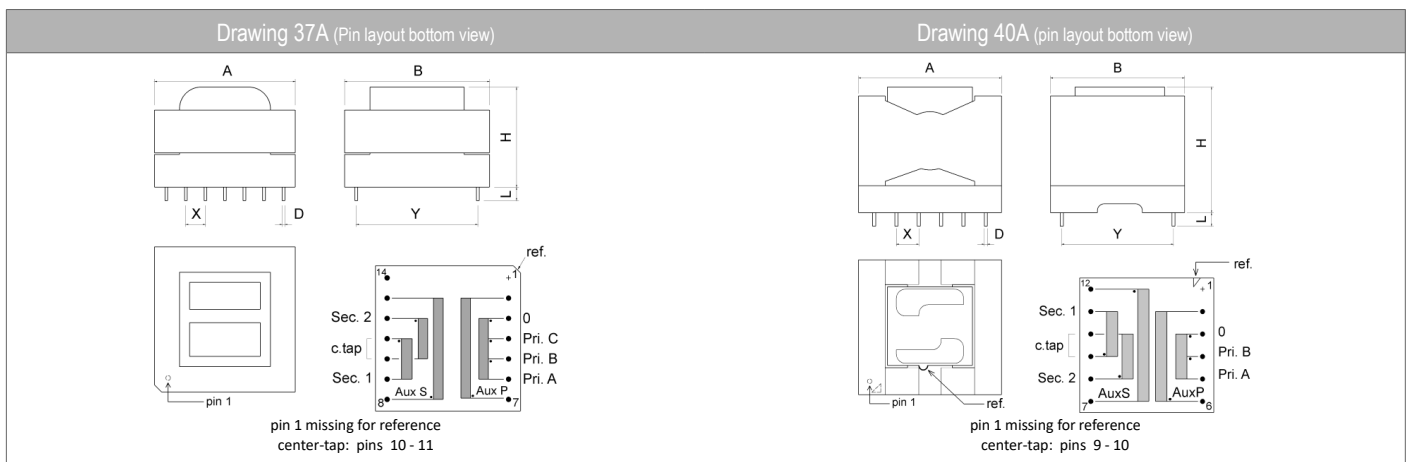 Drawing 37A (Pin layout bottom view)
A
B
H
L
X
D
Y
pin 1
ref.
14
1
Sec. 2
0
Pri. C
c.tap
Pri. B
Sec. 1
Pri. A
Aux S
Aux P
8
7
pin 1 missing for reference
center-tap: pins 10 - 11
Drawing 40A (pin layout bottom view)
A
B
H
L
X
D
Y
pin 1
ref.
ref.
12
1
Sec. 1
0
c.tap
Pri. B
Sec. 2
Pri. A
AuxS
AuxP
7
6
pin 1 missing for reference
center-tap: pins 9 - 10